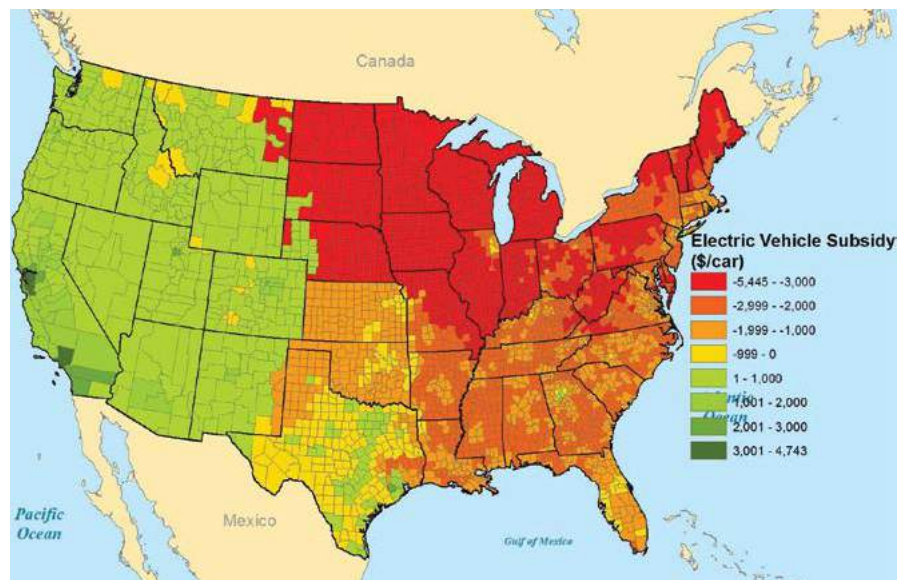 Canada
Electric Vehicle Subsidy
($/car)
-5,445 - -3,000
-2,999 - -2,000
-1,999 - -1,000
-999 - 0
1 - 1,000
1,001 - 2,000
2,001 - 3,000
3,001 - 4,743
Ocean
Pacific
Ocean
Mexico
Gulf of Mexico